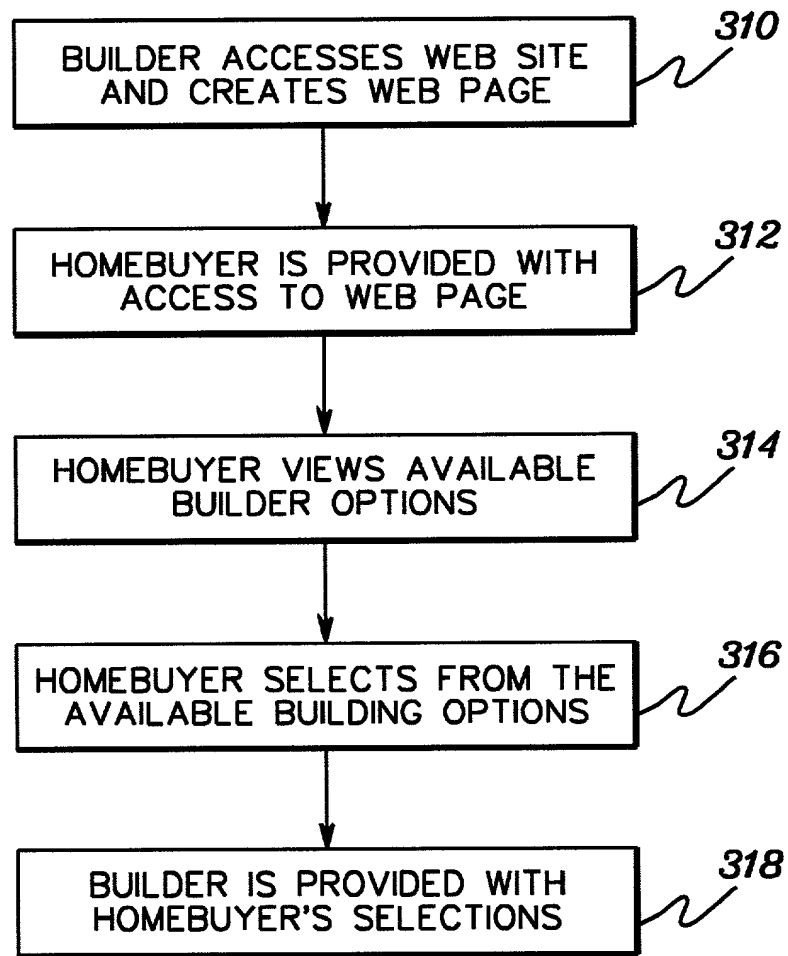 310
BUILDER ACCESSES WEB SITE
AND CREATES WEB PAGE
312
HOMEBUYER IS PROVIDED WITH
ACCESS TO WEB PAGE
314
HOMEBUYER VIEWS AVAILABLE
BUILDER OPTIONS
316
HOMEBUYER SELECTS FROM THE
AVAILABLE BUILDING OPTIONS
318
BUILDER IS PROVIDED WITH
HOMEBUYER'S SELECTIONS